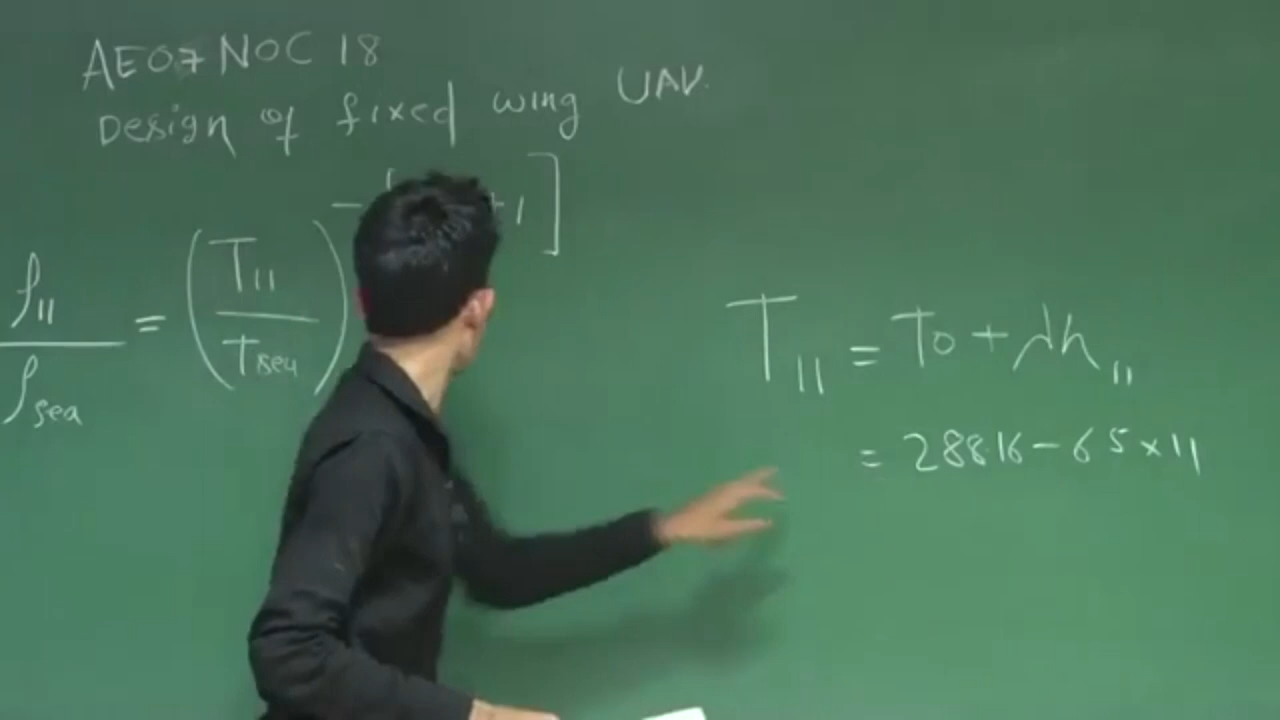 AE07 NOC 18
Design of fixed wing UAV.
- [ +1 ]
ρ11 / ρsea = ( T11 / Tsea )
T11 = T0 + λh11
= 288.16 - 6.5 × 11